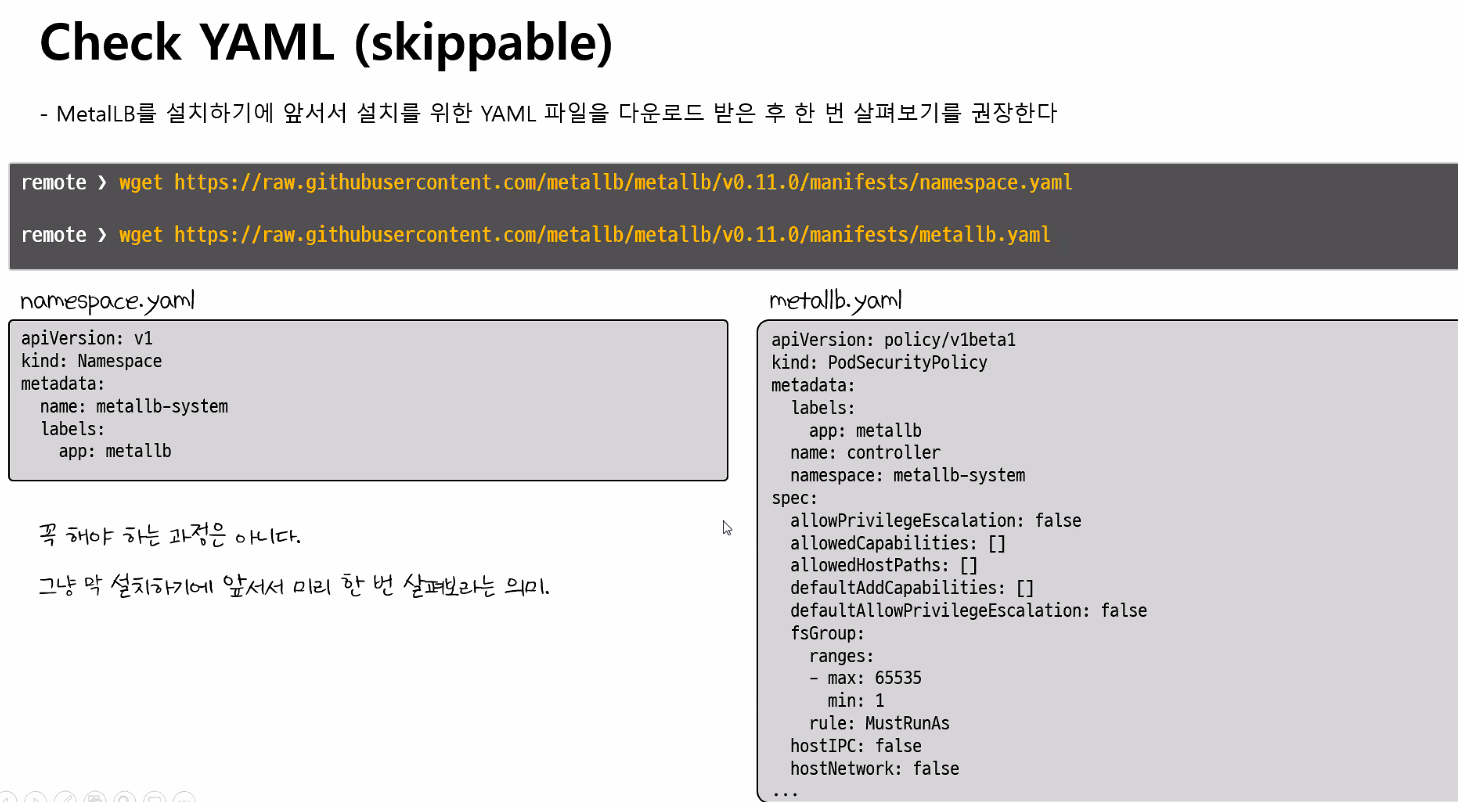 Check YAML (skippable)
- MetalLB를 설치하기에 앞서서 설치를 위한 YAML 파일을 다운로드 받은 후 한 번 살펴보기를 권장한다
remote ❯ wget https://raw.githubusercontent.com/metallb/metallb/v0.11.0/manifests/namespace.yaml
remote ❯ wget https://raw.githubusercontent.com/metallb/metallb/v0.11.0/manifests/metallb.yaml
namespace.yaml
apiVersion: v1
kind: Namespace
metadata:
  name: metallb-system
  labels:
    app: metallb
꼭 해야 하는 과정은 아니다.
그냥 막 설치하기에 앞서서 미리 한 번 살펴보라는 의미.
metallb.yaml
apiVersion: policy/v1beta1
kind: PodSecurityPolicy
metadata:
  labels:
    app: metallb
  name: controller
  namespace: metallb-system
spec:
  allowPrivilegeEscalation: false
  allowedCapabilities: []
  allowedHostPaths: []
  defaultAddCapabilities: []
  defaultAllowPrivilegeEscalation: false
  fsGroup:
    ranges:
    - max: 65535
      min: 1
    rule: MustRunAs
  hostIPC: false
  hostNetwork: false
...